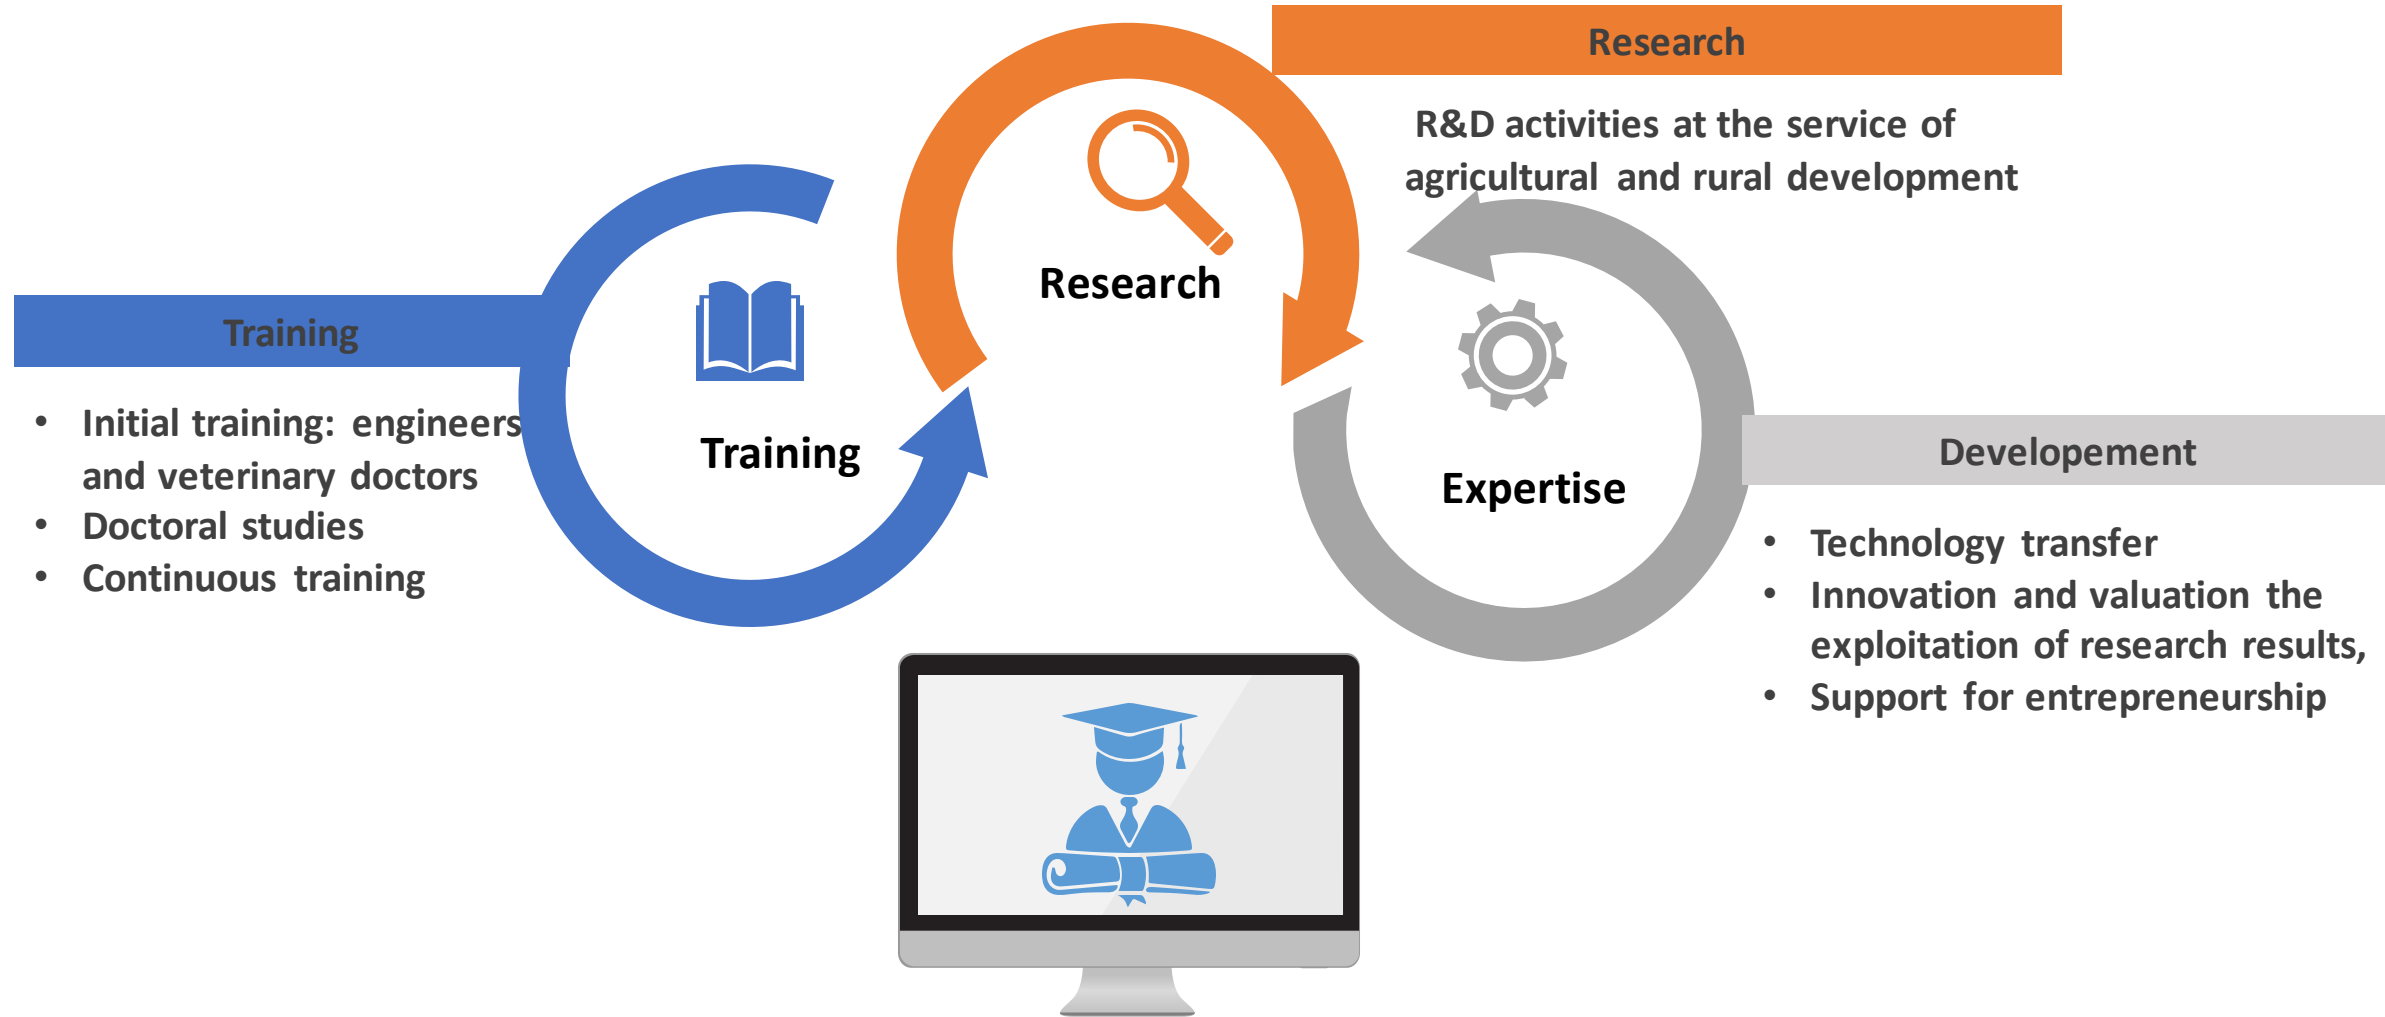 Research
R&D activities at the service of
agricultural and rural development
Research
Training
• Initial training: engineers
and veterinary doctors
• Doctoral studies
• Continuous training
Training
Expertise
Developement
• Technology transfer
• Innovation and valuation the
exploitation of research results,
• Support for entrepreneurship